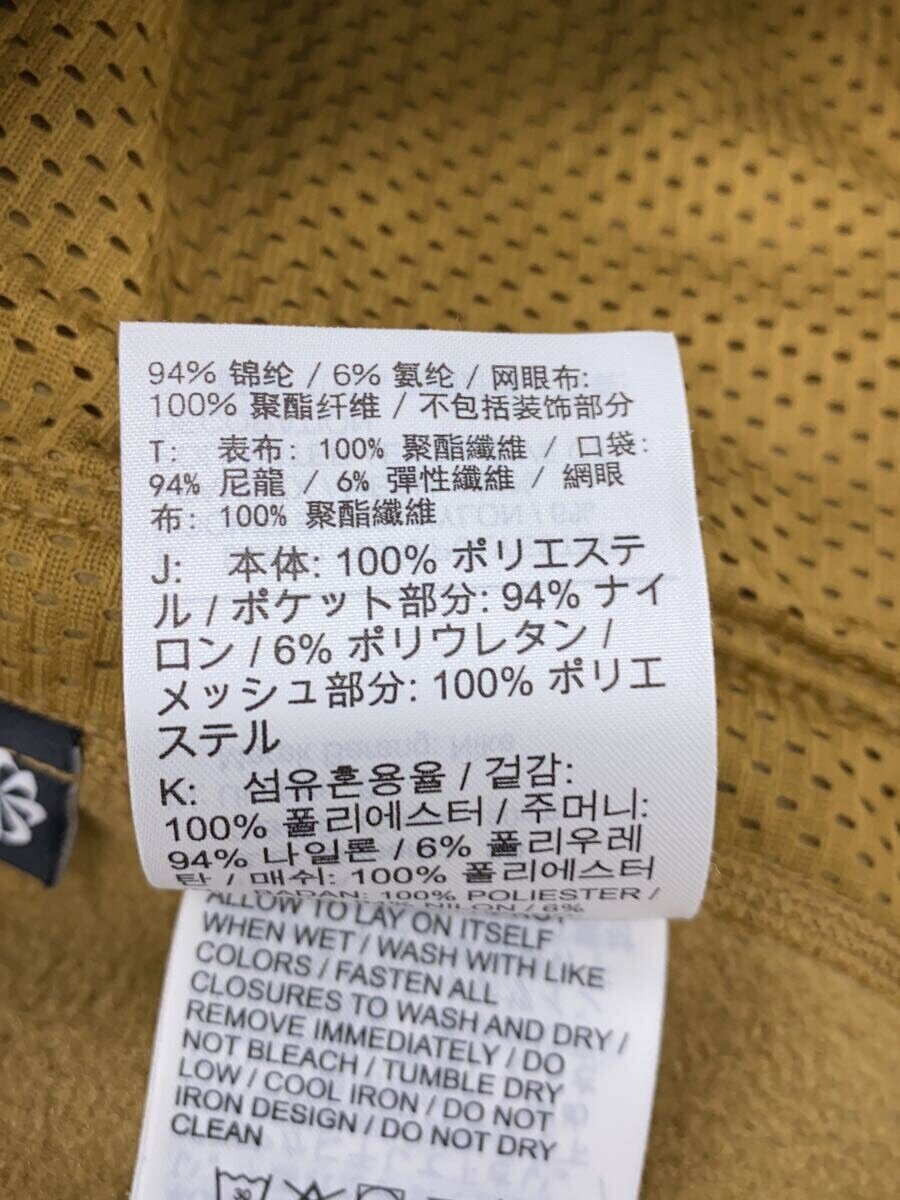 94% 锦纶 / 6% 氨纶 / 网眼布:
100% 聚酯纤维 / 不包括装饰部分
T: 表布: 100% 聚酯纖維 / 口袋:
94% 尼龍 / 6% 彈性纖維 / 網眼
布: 100% 聚酯纖維
J: 本体: 100% ポリエステ
ル / ポケット部分: 94% ナイ
ロン / 6% ポリウレタン /
メッシュ部分: 100% ポリエ
ステル
K: 섬유혼용율 / 겉감:
100% 폴리에스터 / 주머니:
94% 나일론 / 6% 폴리우레
탄 / 매쉬: 100% 폴리에스터
BADAN: 100% POLIESTER /
NILON / 6%
ALLOW TO LAY ON ITSELF
WHEN WET / WASH WITH LIKE
COLORS / FASTEN ALL
CLOSURES TO WASH AND DRY /
REMOVE IMMEDIATELY / DO
NOT BLEACH / TUMBLE DRY
LOW / COOL IRON / DO NOT
IRON DESIGN / DO NOT DRY
CLEAN
30